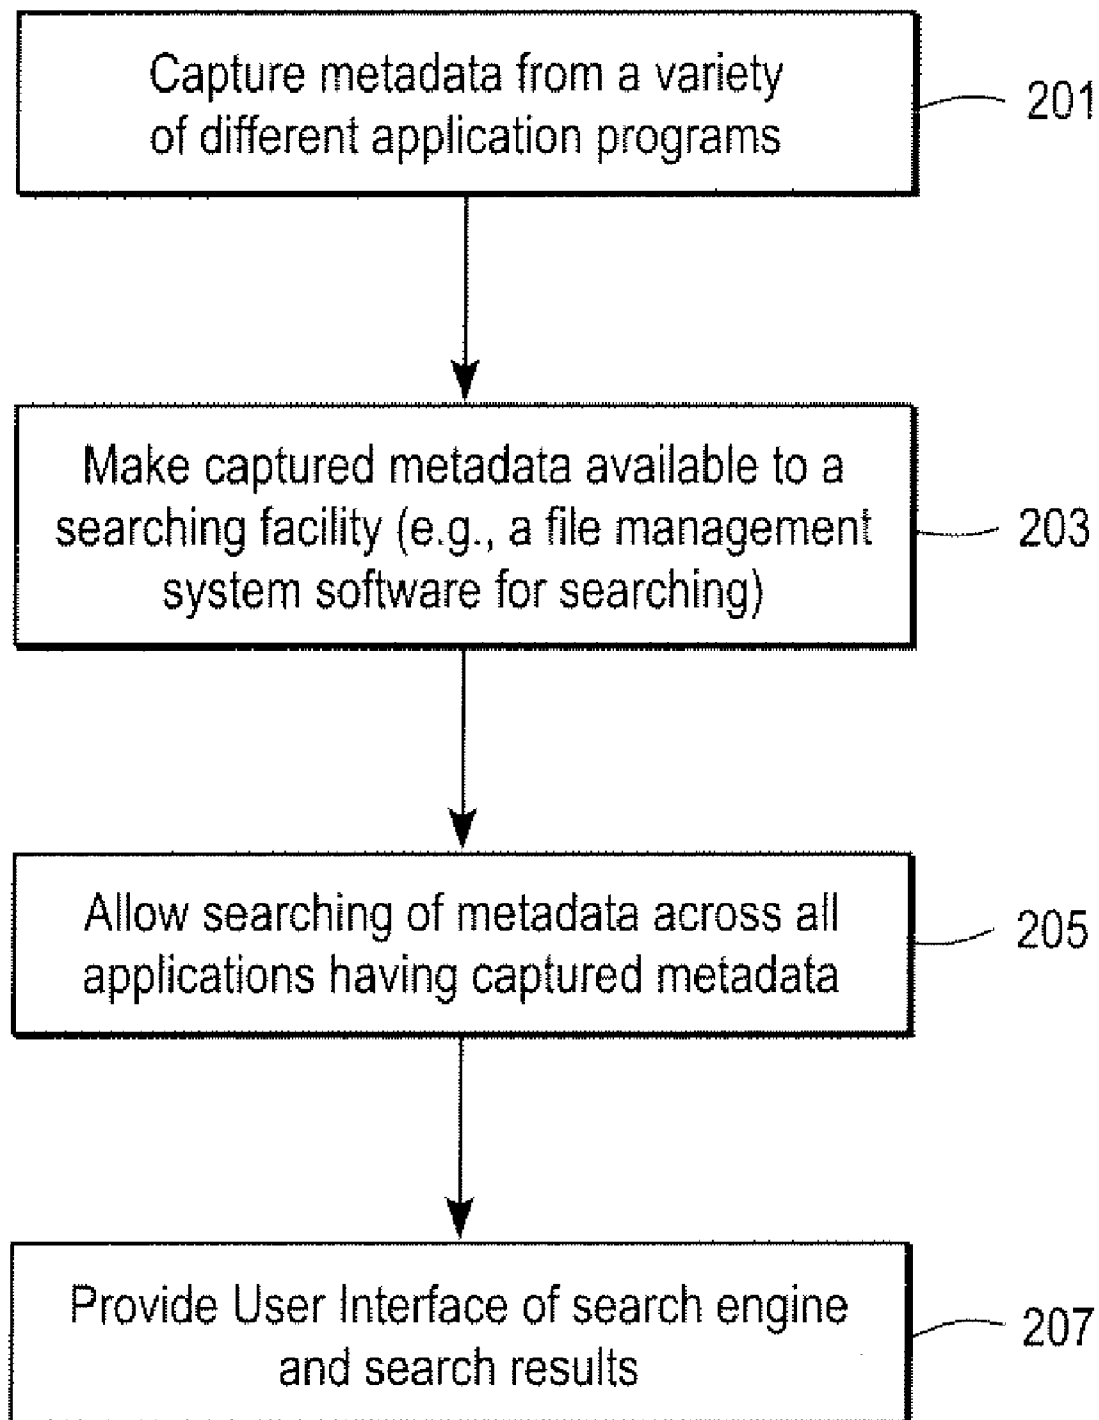 Capture metadata from a variety
of different application programs
201
Make captured metadata available to a
searching facility (e.g., a file management
system software for searching)
203
Allow searching of metadata across all
applications having captured metadata
205
Provide User Interface of search engine
and search results
207